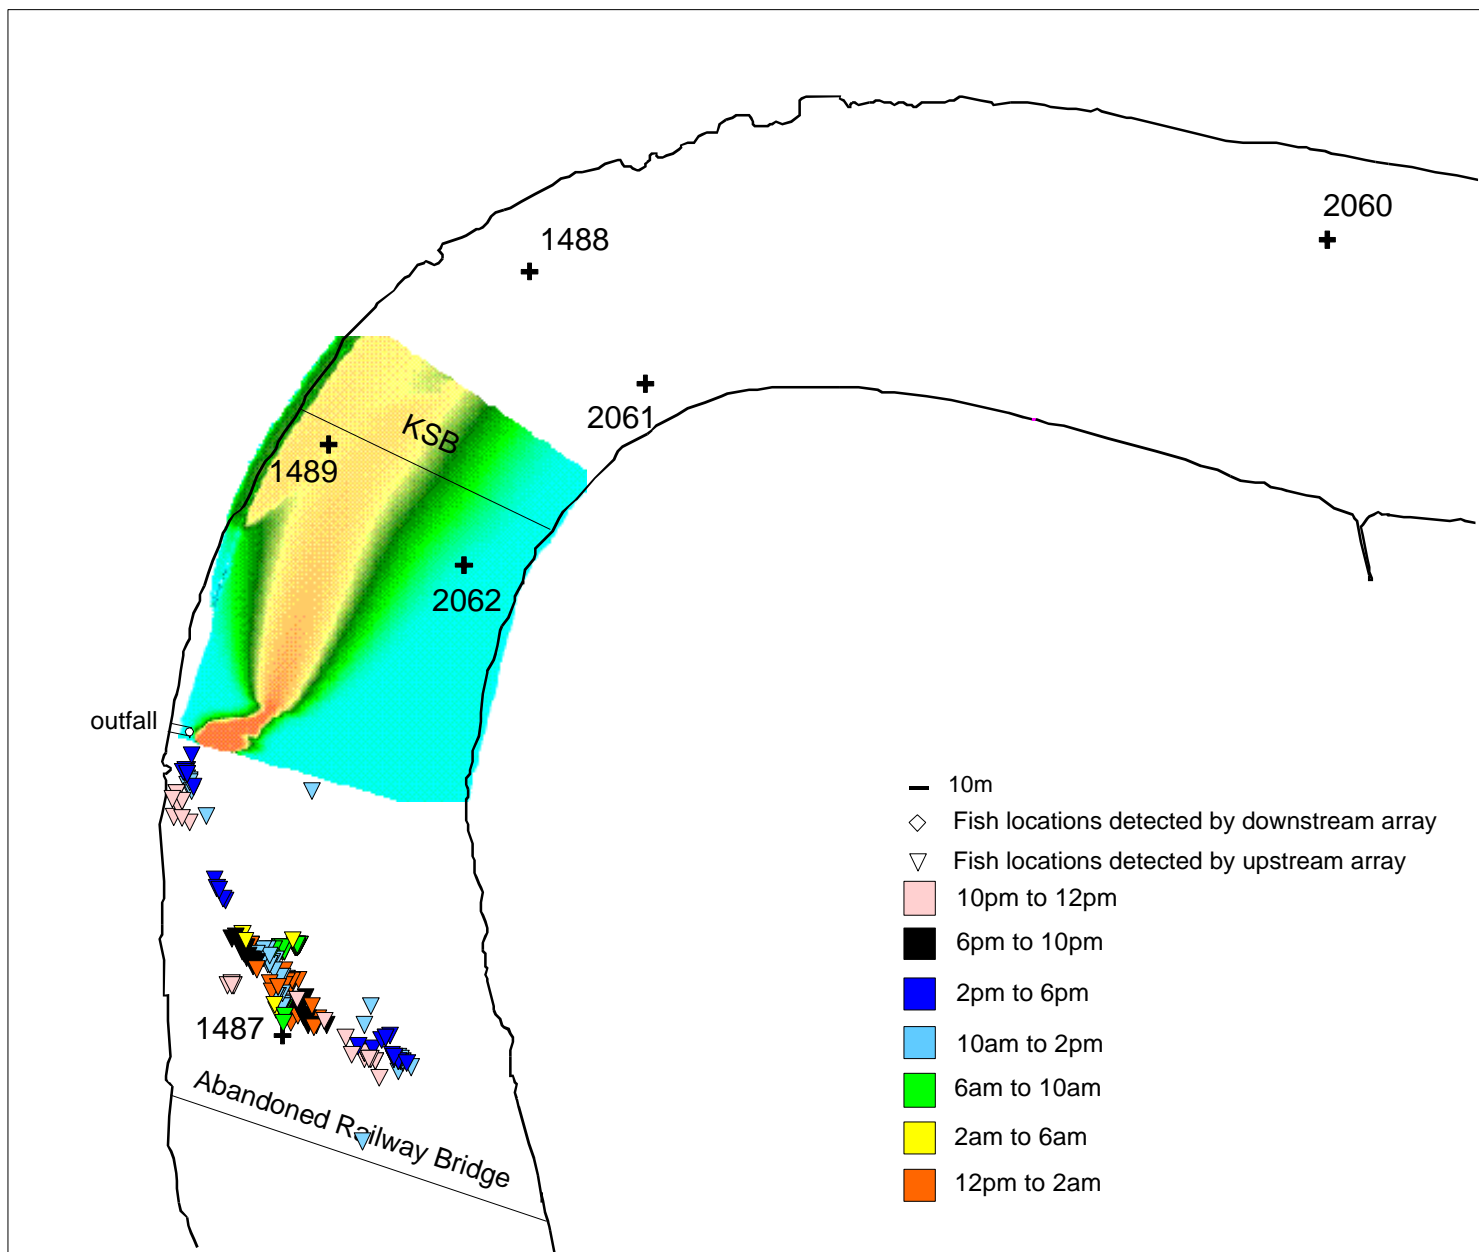 2060
1488
2061
KSB
1489
2062
outfall
1487
Abandoned Railway Bridge
10m
Fish locations detected by downstream array
Fish locations detected by upstream array
10pm to 12pm
6pm to 10pm
2pm to 6pm
10am to 2pm
6am to 10am
2am to 6am
12pm to 2am